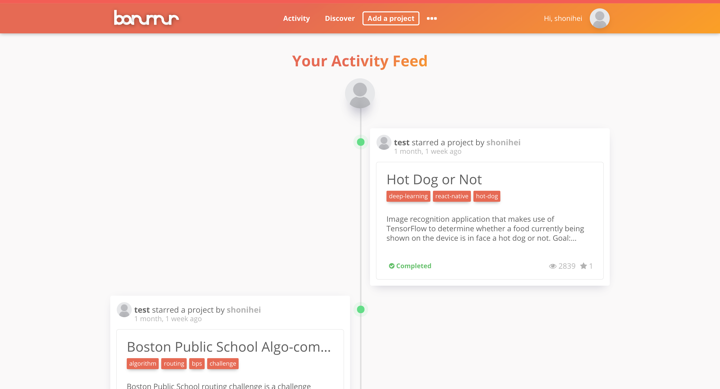 bonumur
Activity Discover Add a project
Hi, shonihei
Your Activity Feed
test starred a project by shonihei
1 month, 1 week ago
Hot Dog or Not
deep-learning react-native hot-dog
Image recognition application that makes use of
TensorFlow to determine whether a food currently being
shown on the device is in face a hot dog or not. Goal:...
Completed 2839 1
test starred a project by shonihei
1 month, 1 week ago
Boston Public School Algo-com...
algorithm routing bps challenge
Boston Public School routing challenge is a challenge